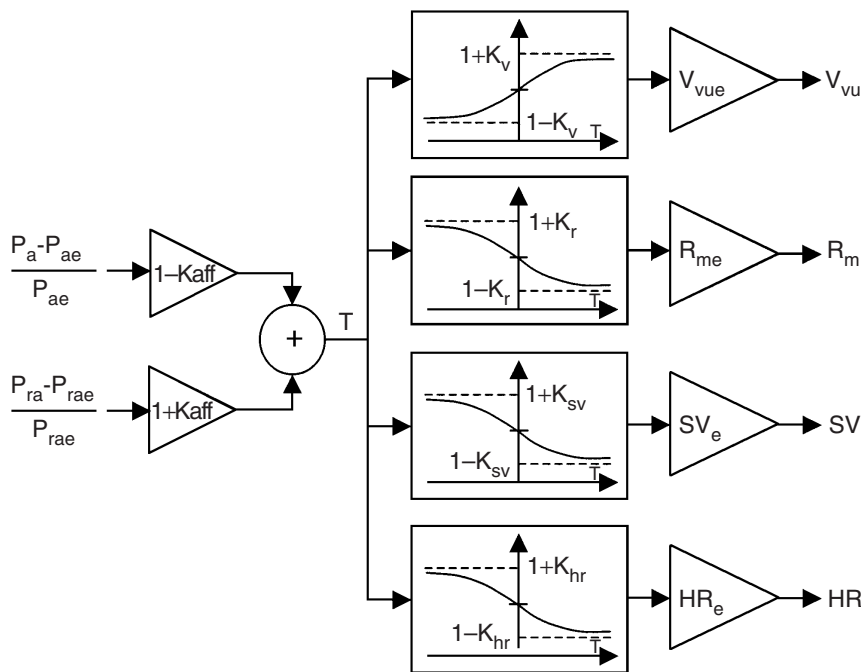 1+Kv
1–Kv T
Vvue
Vvu
1+Kr
1–Kr T
Rme
Rm
Pa-Pae
Pae
1–Kaff
+
T
Pra-Prae
Prae
1+Kaff
1+Ksv
1–Ksv T
SVe
SV
1+Khr
1–Khr T
HRe
HR